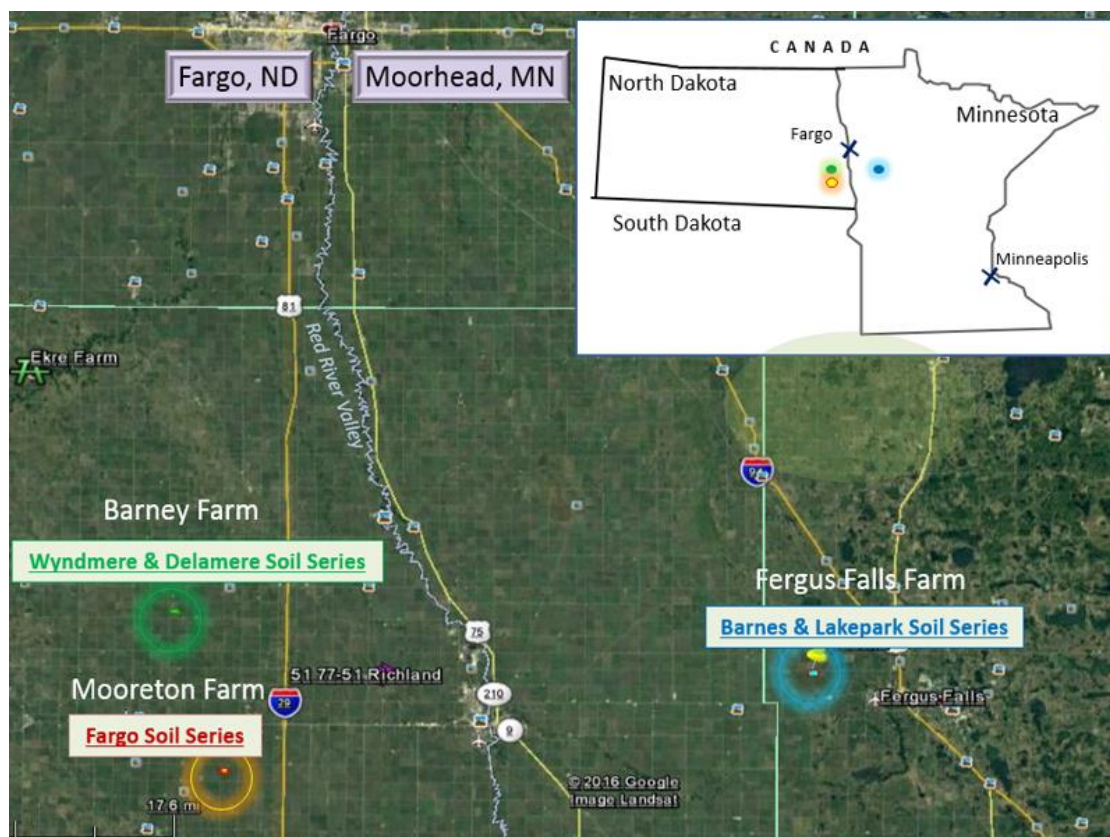 Fargo
Fargo, ND
Moorhead, MN
CANADA
North Dakota
Minnesota
Fargo
South Dakota
Minneapolis
81
Ekre Farm
Red River Valley
94
Barney Farm
Wyndmere & Delamere Soil Series
Fergus Falls Farm
Barnes & Lakepark Soil Series
75
51 77-51 Richland
Mooreton Farm
29
210
Fergus Falls
Fargo Soil Series
9
© 2016 Google
Image Landsat
17.6 mi